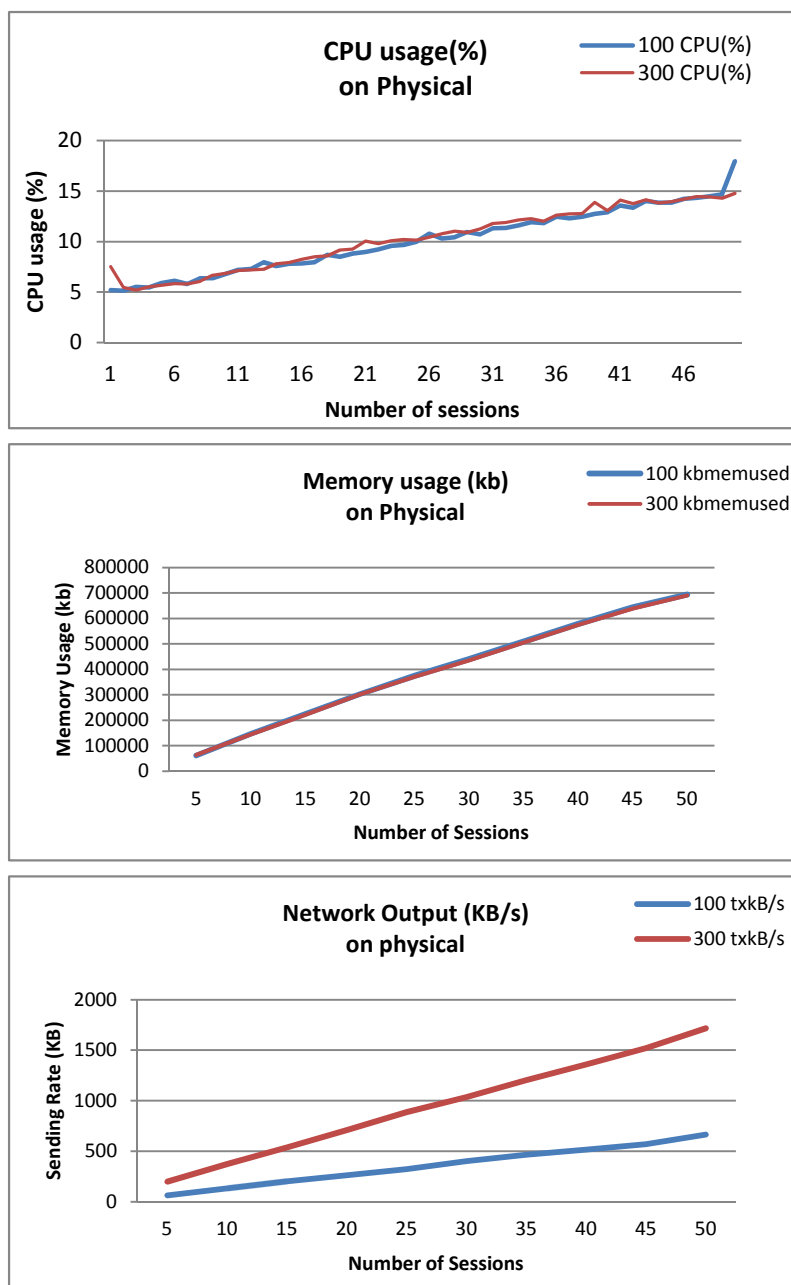 CPU usage(%)
on Physical
100 CPU(%)
300 CPU(%)
20
15
10
5
0
CPU usage (%)
1 6 11 16 21 26 31 36 41 46
Number of sessions
Memory usage (kb)
on Physical
100 kbmemused
300 kbmemused
800000
700000
600000
500000
400000
300000
200000
100000
0
Memory Usage (kb)
5 10 15 20 25 30 35 40 45 50
Number of Sessions
Network Output (KB/s)
on physical
100 txkB/s
300 txkB/s
2000
1500
1000
500
0
Sending Rate (KB)
5 10 15 20 25 30 35 40 45 50
Number of Sessions